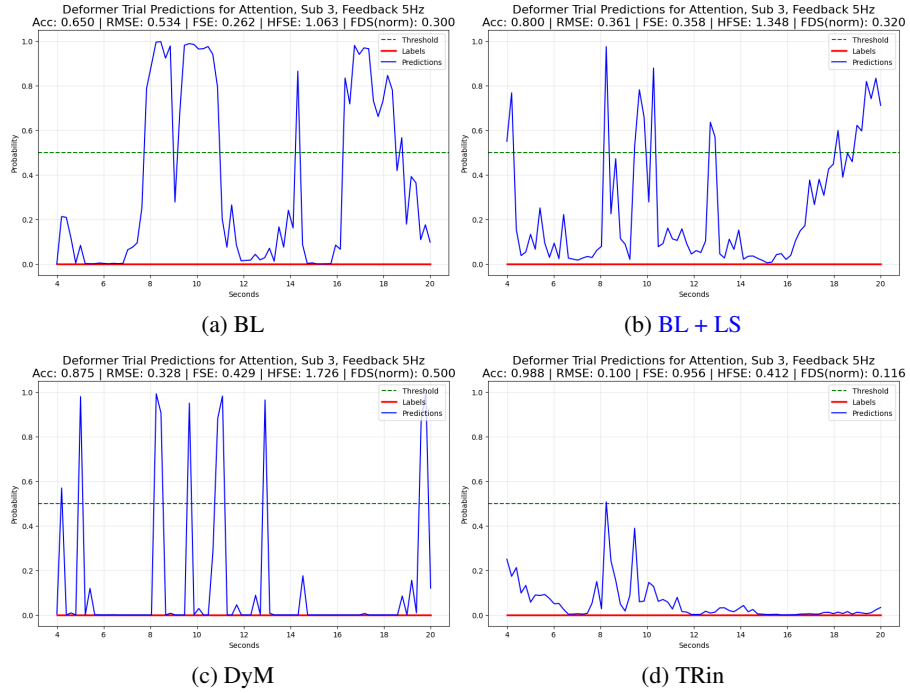 Deformer Trial Predictions for Attention, Sub 3, Feedback 5Hz
Acc: 0.650 | RMSE: 0.534 | FSE: 0.262 | HFSE: 1.063 | FDS(norm): 0.300
1.0
0.8
0.6
0.4
0.2
0.0
Probability
Threshold
Labels
Predictions
4 6 8 10 12 14 16 18 20
Seconds
(a) BL
Deformer Trial Predictions for Attention, Sub 3, Feedback 5Hz
Acc: 0.800 | RMSE: 0.361 | FSE: 0.358 | HFSE: 1.348 | FDS(norm): 0.320
1.0
0.8
0.6
0.4
0.2
0.0
Probability
Threshold
Labels
Predictions
4 6 8 10 12 14 16 18 20
Seconds
(b) BL + LS
Deformer Trial Predictions for Attention, Sub 3, Feedback 5Hz
Acc: 0.875 | RMSE: 0.328 | FSE: 0.429 | HFSE: 1.726 | FDS(norm): 0.500
1.0
0.8
0.6
0.4
0.2
0.0
Probability
Threshold
Labels
Predictions
4 6 8 10 12 14 16 18 20
Seconds
(c) DyM
Deformer Trial Predictions for Attention, Sub 3, Feedback 5Hz
Acc: 0.988 | RMSE: 0.100 | FSE: 0.956 | HFSE: 0.412 | FDS(norm): 0.116
1.0
0.8
0.6
0.4
0.2
0.0
Probability
Threshold
Labels
Predictions
4 6 8 10 12 14 16 18 20
Seconds
(d) TRin